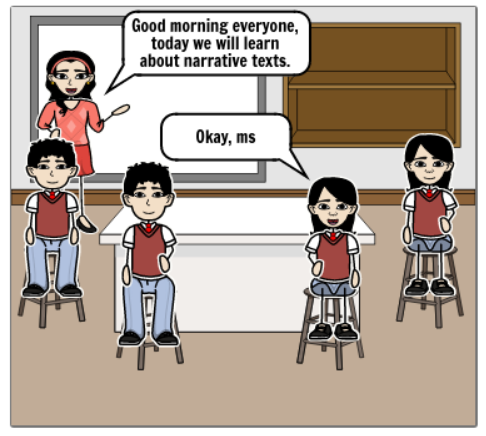 Good morning everyone,
today we will learn
about narrative texts.
Okay, ms